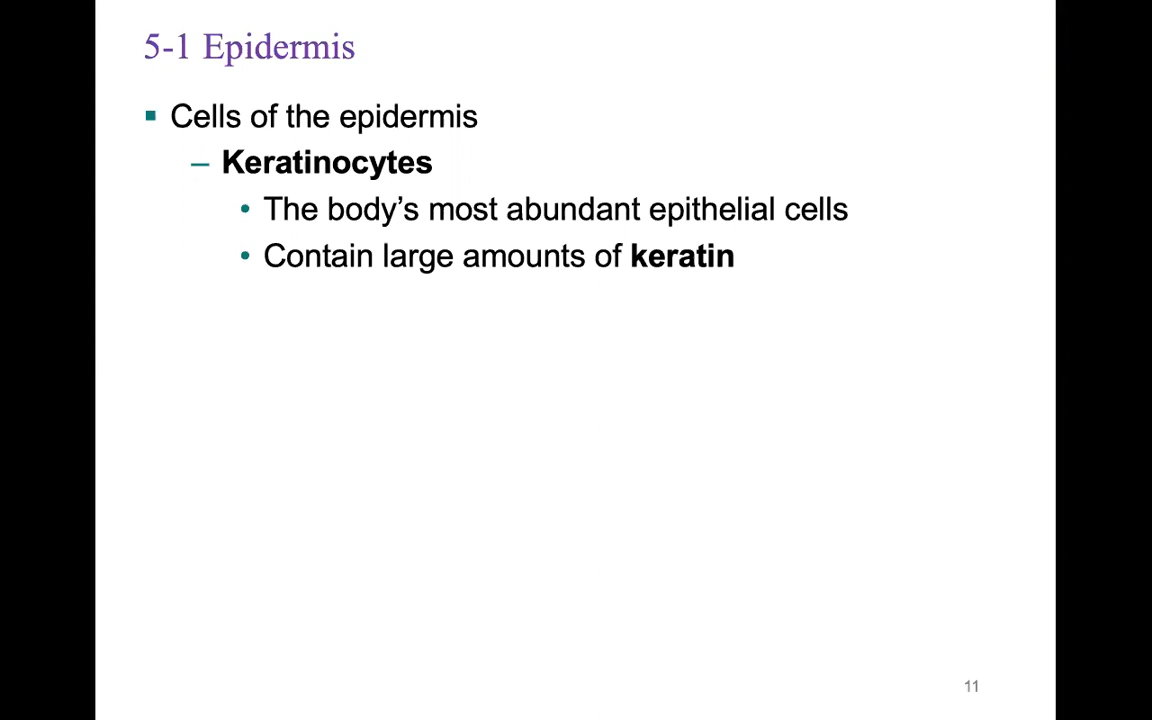 5-1 Epidermis
▪ Cells of the epidermis
– Keratinocytes
• The body’s most abundant epithelial cells
• Contain large amounts of keratin
11